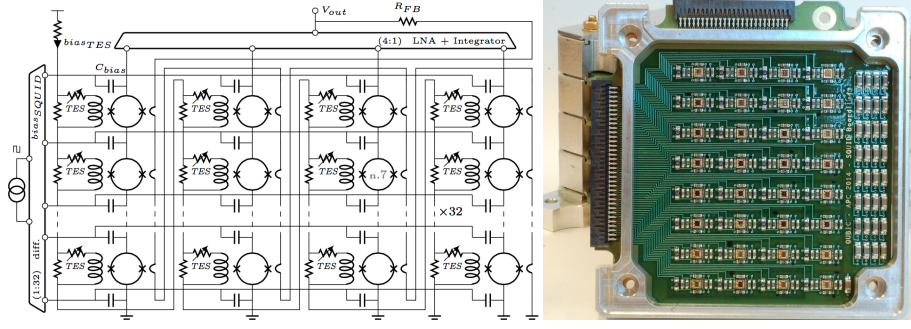 V_out
R_FB
bias_TES
(4:1) LNA + Integrator
C_bias
bias_SQUID
TES
TES
TES
TES
TES
TES
TES
TES
n.7
×32
TES
TES
TES
TES
(1:32) diff.
QUBIC - APC 2014 - SQUID Board